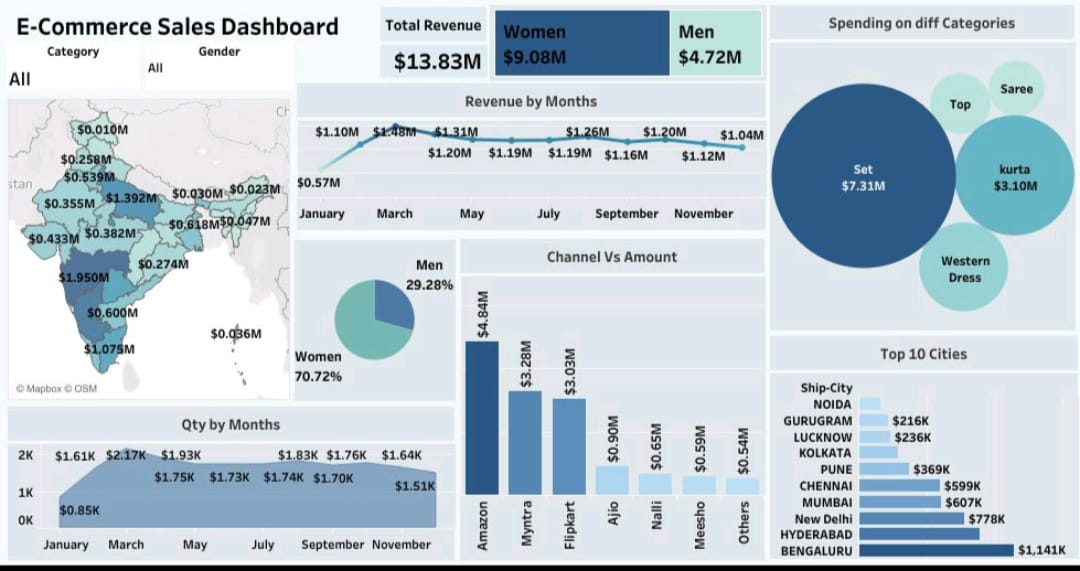 E-Commerce Sales Dashboard
Category
All
Gender
All
Total Revenue
$13.83M
Women
$9.08M
Men
$4.72M
Spending on diff Categories
Set
$7.31M
Top
Saree
kurta
$3.10M
Western
Dress
CH
stan
$0.010M
$0.258M
$0.539M
$0.355M
$1.392M
$0.030M
$0.023M
$0.433M
$0.382M
$0.618M
$0.047M
$1.950M
$0.274M
$0.600M
$0.036M
$1.075M
© Mapbox © OSM
Revenue by Months
$1.10M $1.48M $1.31M $1.26M $1.20M $1.04M
$1.20M $1.19M $1.19M $1.16M $1.12M
$0.57M
January March May July September November
Men
29.28%
Women
70.72%
Channel Vs Amount
$4.84M
$3.28M
$3.03M
$0.90M
$0.65M
$0.59M
$0.54M
Amazon
Myntra
Flipkart
Ajio
Nalli
Meesho
Others
Qty by Months
2K
1K
0K
$1.61K $2.17K $1.93K $1.83K $1.76K $1.64K
$1.75K $1.73K $1.74K $1.70K $1.51K
$0.85K
January March May July September November
Top 10 Cities
Ship-City
NOIDA
GURUGRAM $216K
LUCKNOW $236K
KOLKATA
PUNE $369K
CHENNAI $599K
MUMBAI $607K
New Delhi $778K
HYDERABAD
BENGALURU $1,141K